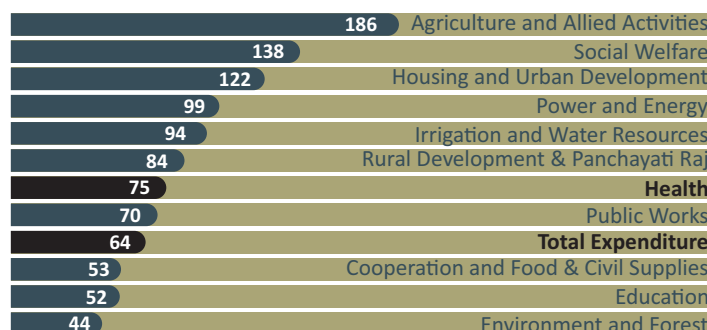 186 Agriculture and Allied Activities
138 Social Welfare
122 Housing and Urban Development
99 Power and Energy
94 Irrigation and Water Resources
84 Rural Development & Panchayati Raj
75 Health
70 Public Works
64 Total Expenditure
53 Cooperation and Food & Civil Supplies
52 Education
44 Environment and Forest